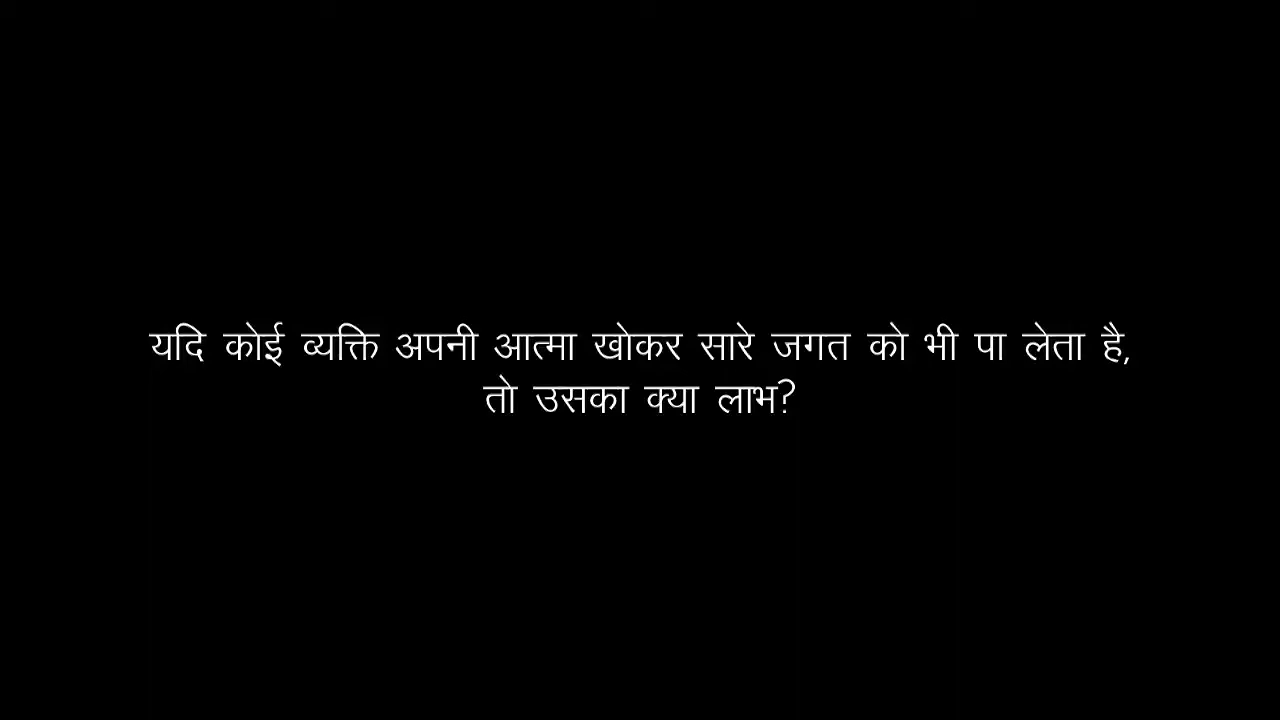 यदि कोई व्यक्ति अपनी आत्मा खोकर सारे जगत को भी पा लेता है,
तो उसका क्या लाभ?